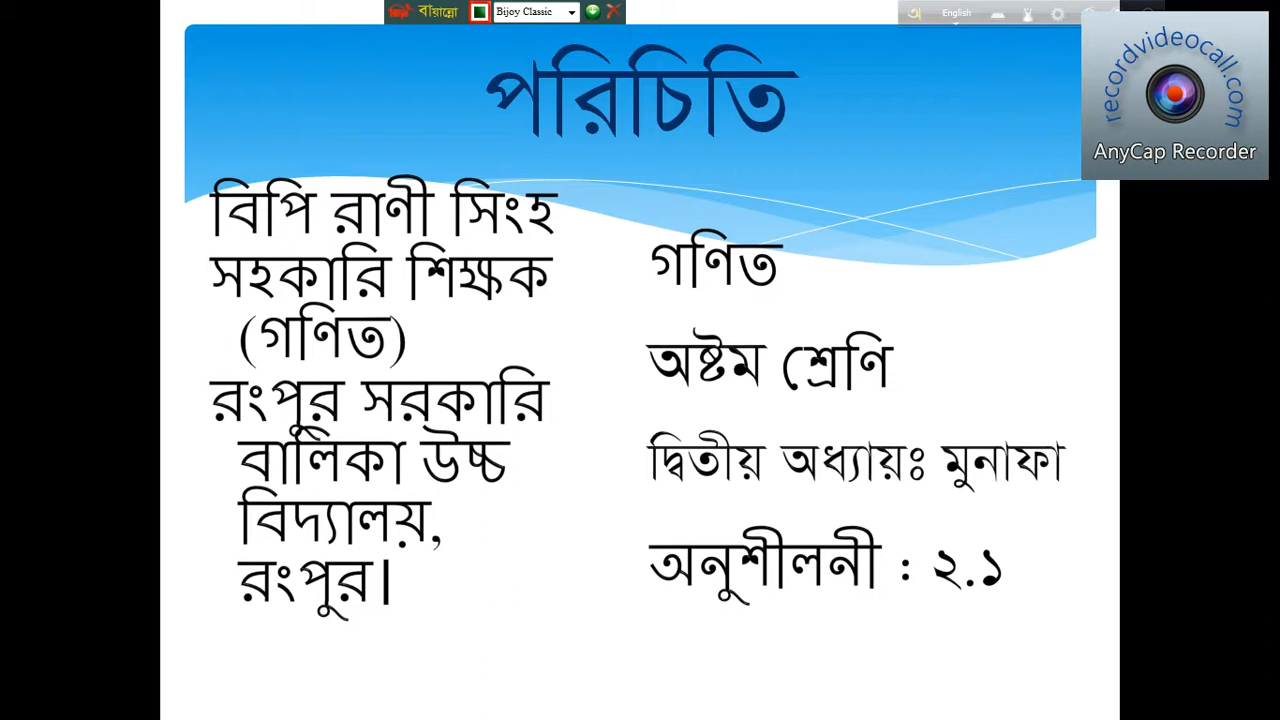 বায়ান্নো
Bijoy Classic
English
recordvideocall.com
AnyCap Recorder
পরিচিতি
বিপি রাণী সিংহ
সহকারি শিক্ষক
(গণিত)
রংপুর সরকারি
বালিকা উচ্চ
বিদ্যালয়,
রংপুর।
গণিত
অষ্টম শ্রেণি
দ্বিতীয় অধ্যায়ঃ মুনাফা
অনুশীলনী : ২.১